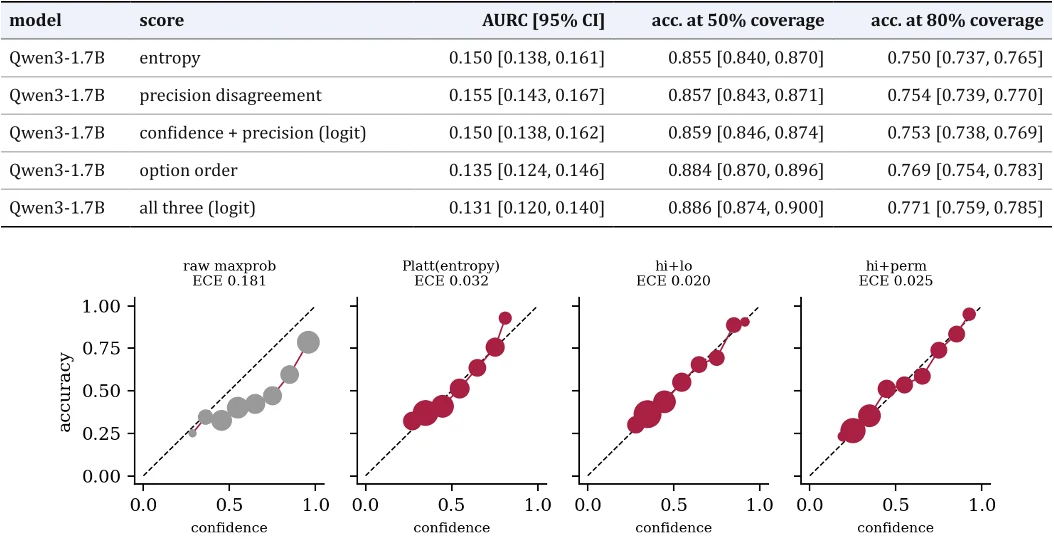 model score AURC [95% CI] acc. at 50% coverage acc. at 80% coverage
Qwen3-1.7B entropy 0.150 [0.138, 0.161] 0.855 [0.840, 0.870] 0.750 [0.737, 0.765]
Qwen3-1.7B precision disagreement 0.155 [0.143, 0.167] 0.857 [0.843, 0.871] 0.754 [0.739, 0.770]
Qwen3-1.7B confidence + precision (logit) 0.150 [0.138, 0.162] 0.859 [0.846, 0.874] 0.753 [0.738, 0.769]
Qwen3-1.7B option order 0.135 [0.124, 0.146] 0.884 [0.870, 0.896] 0.769 [0.754, 0.783]
Qwen3-1.7B all three (logit) 0.131 [0.120, 0.140] 0.886 [0.874, 0.900] 0.771 [0.759, 0.785]
raw maxprob Platt(entropy) hi+lo hi+perm
ECE 0.181 ECE 0.032 ECE 0.020 ECE 0.025
1.00
0.75
accuracy
0.50
0.25
0.00
0.0 0.5 1.0 0.0 0.5 1.0 0.0 0.5 1.0 0.0 0.5 1.0
confidence confidence confidence confidence